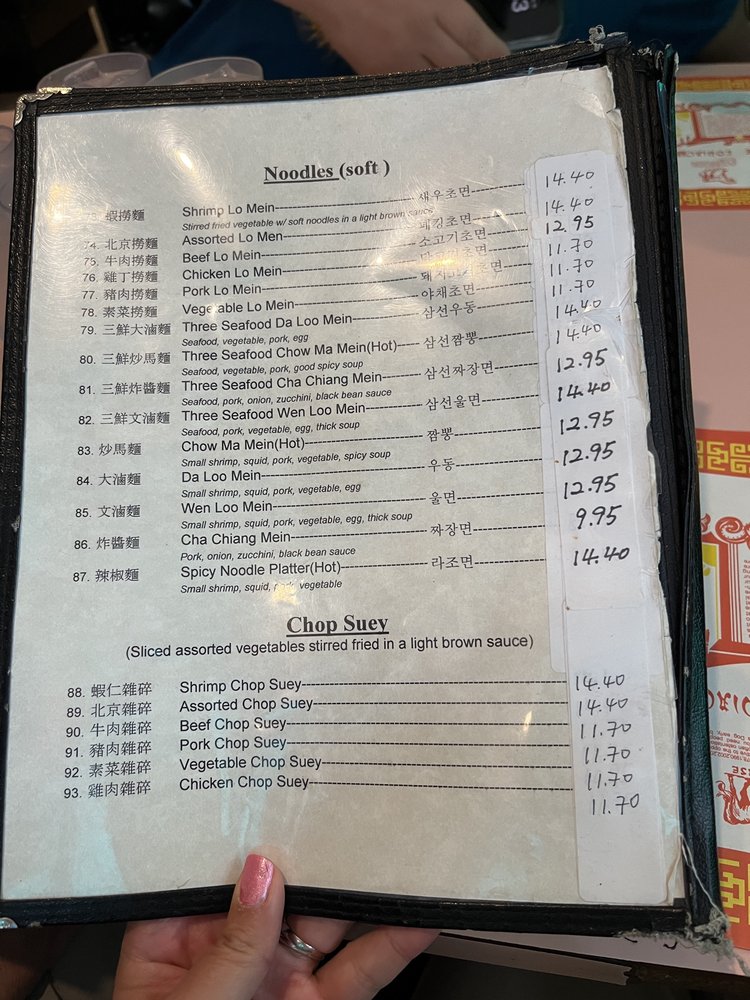 Noodles (soft )
73. 蝦撈麵 Shrimp Lo Mein 새우초면 14.40
Stirred fried vegetable w/ soft noodles in a light brown sauce
74. 北京撈麵 Assorted Lo Men 14.40
75. 牛肉撈麵 Beef Lo Mein 소고기초면 12.95
76. 雞丁撈麵 Chicken Lo Mein 11.70
77. 豬肉撈麵 Pork Lo Mein 11.70
78. 素菜撈麵 Vegetable Lo Mein 야채초면 11.70
79. 三鮮大滷麵 Three Seafood Da Loo Mein 삼선우동 14.40
Seafood, vegetable, pork, egg
80. 三鮮炒馬麵 Three Seafood Chow Ma Mein(Hot) 삼선짬뽕 14.40
Seafood, vegetable, pork, good spicy soup
81. 三鮮炸醬麵 Three Seafood Cha Chiang Mein 삼선짜장면 12.95
Seafood, pork, onion, zucchini, black bean sauce
82. 三鮮文滷麵 Three Seafood Wen Loo Mein 삼선울면 14.40
Seafood, pork, vegetable, egg, thick soup
83. 炒馬麵 Chow Ma Mein(Hot) 짬뽕 12.95
Small shrimp, squid, pork, vegetable, spicy soup
84. 大滷麵 Da Loo Mein 우동 12.95
Small shrimp, squid, pork, vegetable, egg
85. 文滷麵 Wen Loo Mein 울면 12.95
Small shrimp, squid, pork, vegetable, egg, thick soup
86. 炸醬麵 Cha Chiang Mein 짜장면 9.95
Pork, onion, zucchini, black bean sauce
87. 辣椒麵 Spicy Noodle Platter(Hot) 라조면 14.40
Small shrimp, squid, pork, vegetable
Chop Suey
(Sliced assorted vegetables stirred fried in a light brown sauce)
88. 蝦仁雜碎 Shrimp Chop Suey 14.40
89. 北京雜碎 Assorted Chop Suey 14.40
90. 牛肉雜碎 Beef Chop Suey 11.70
91. 豬肉雜碎 Pork Chop Suey 11.70
92. 素菜雜碎 Vegetable Chop Suey 11.70
93. 雞肉雜碎 Chicken Chop Suey 11.70